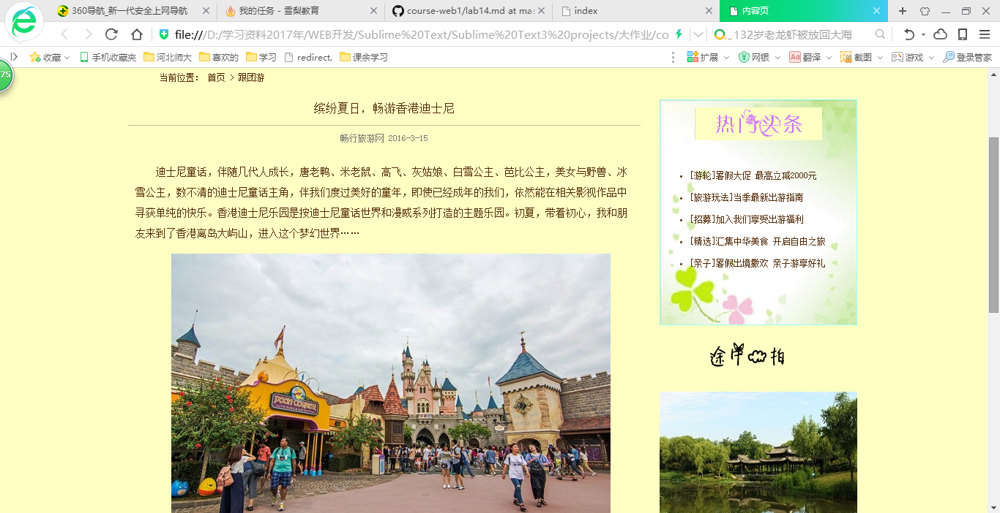 360导航_新一代安全上网导航
我的任务 - 雪梨教育
course-web1/lab14.md at mas
index
内容页
file:///D:/学习资料2017年/WEB开发/Sublime%20Text/Sublime%20Text3%20projects/大作业/co
132岁老龙虾被放回大海
收藏
手机收藏夹
河北师大
喜欢的
学习
redirect.
课余学习
扩展
网银
翻译
截图
游戏
登录管家
75
当前位置： 首页 > 跟团游
缤纷夏日，畅游香港迪士尼
畅行旅游网 2016-3-15
迪士尼童话，伴随几代人成长，唐老鸭、米老鼠、高飞、灰姑娘、白雪公主、芭比公主，美女与野兽、冰
雪公主，数不清的迪士尼童话主角，伴我们度过美好的童年，即使已经成年的我们，依然能在相关影视作品中
寻获单纯的快乐。香港迪士尼乐园是按迪士尼童话世界和漫威系列打造的主题乐园。初夏，带着初心，我和朋
友来到了香港离岛大屿山，进入这个梦幻世界……
POOH CORNER
热门头条
[游轮]暑假大促 最高立减2000元
[旅游玩法]当季最新出游指南
[招募]加入我们享受出游福利
[精选]汇集中华美食 开启自由之旅
[亲子]暑假出境撒欢 亲子游享好礼
途牛四拍